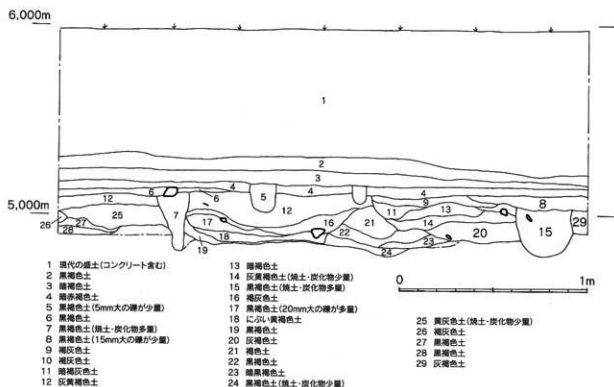 6,000m
1
2
3
6 4 4 4
12 6 5 9 8
5,000m
25 7 12 11 13 15 29
26 27 28 17 16 21 14 20
18 22 23
19 24
0 1m
1 現代の盛土(コンクリート含む)
2 黒褐色土
3 暗褐色土
4 暗赤褐色土
5 黒褐色土(5mm大の礫が少量)
6 黒褐色土
7 黒褐色土(焼土・炭化物多量)
8 黒褐色土(15mm大の礫が少量)
9 褐灰色土
10 褐灰色土
11 暗褐灰色土
12 灰黄褐色土
13 暗褐色土
14 灰黄褐色土(焼土・炭化物少量)
15 黒褐色土(焼土・炭化物多量)
16 褐灰色土
17 黒褐色土(20mm大の礫が多量)
18 にぶい黄褐色土
19 黒褐色土
20 灰褐色土
21 褐色土
22 黒褐色土
23 暗黒褐色土
24 黒褐色土(焼土・炭化物少量)
25 黄灰色土(焼土・炭化物少量)
26 褐灰色土
27 黒褐色土
28 黒褐色土
29 灰褐色土